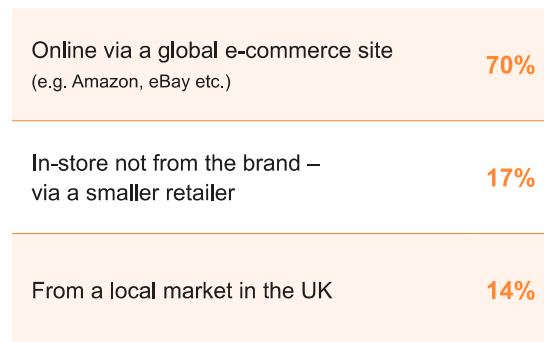 Online via a global e-commerce site
70%
(e.g. Amazon, eBay etc.)
In-store not from the brand –
17%
via a smaller retailer
From a local market in the UK
14%